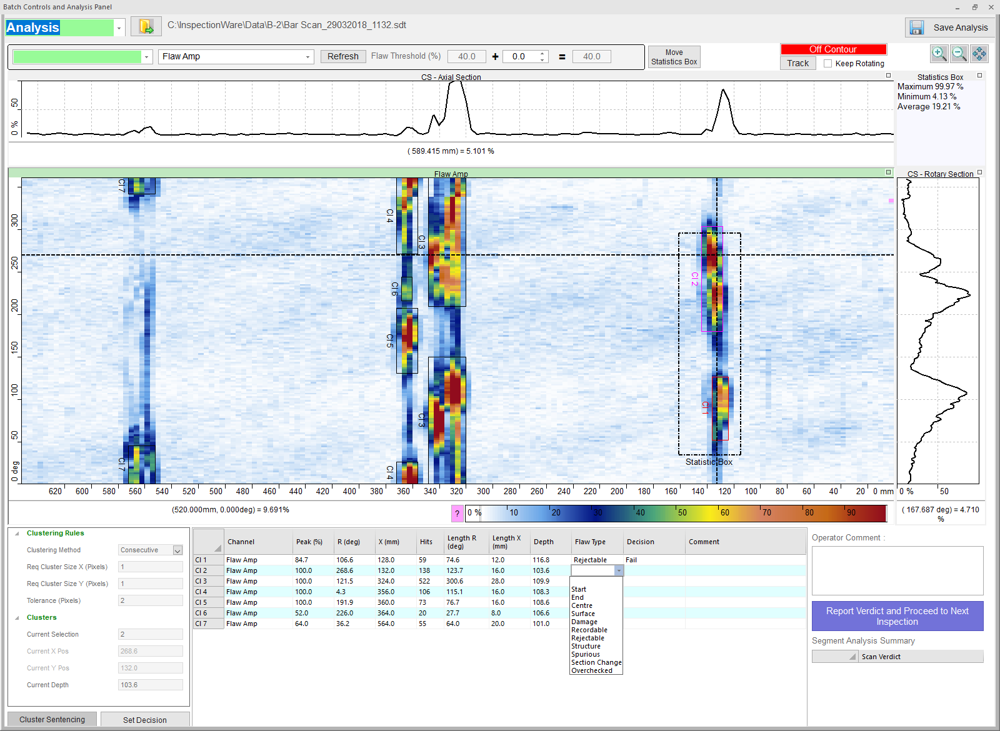 Batch Controls and Analysis Panel
Analysis
C:\InspectionWare\Data\B-2\Bar Scan_29032018_1132.sdt
Save Analysis
Flaw Amp
Refresh
Flaw Threshold (%)
40.0
+
0.0
=
40.0
Move
Statistics Box
Off Contour
Track
Keep Rotating
CS - Axial Section
50
0 %
( 589.415 mm) = 5.101 %
Statistics Box
Maximum 99.97 %
Minimum 4.13 %
Average 19.21 %
Flaw Amp
Cl 7
Cl 4
Cl 3
Cl 6
Cl 5
Cl 2
Cl 1
Cl 3
Cl 7
Cl 4
Statistic Box
300
250
200
150
100
50
0 deg
620 600 580 560 540 520 500 480 460 440 420 400 380 360 340 320 300 280 260 240 220 200 180 160 140 120 100 80 60 40 20 0 mm
CS - Rotary Section
0 % 50
(520.000mm, 0.000deg) = 9.691%
? 0 % 10 20 30 40 50 60 70 80 90
( 167.687 deg) = 4.710
%
Clustering Rules
Clustering Method Consecutive
Req Cluster Size X (Pixels) 1
Req Cluster Size Y (Pixels) 1
Tolerance (Pixels) 2
Clusters
Current Selection 2
Current X Pos 268.6
Current Y Pos 132.0
Current Depth 103.6
Cluster Sentencing
Set Decision
Channel Peak (%) R (deg) X (mm) Hits Length R (deg) Length X (mm) Depth Flaw Type Decision Comment
Cl 1 Flaw Amp 84.7 106.6 128.0 59 74.6 12.0 116.8 Rejectable Fail
Cl 2 Flaw Amp 100.0 268.6 132.0 138 123.7 16.0 103.6
Cl 3 Flaw Amp 100.0 121.5 324.0 522 300.6 28.0 109.9
Cl 4 Flaw Amp 100.0 4.3 356.0 106 115.1 16.0 108.3
Cl 5 Flaw Amp 100.0 191.9 360.0 73 76.7 16.0 108.6
Cl 6 Flaw Amp 52.0 226.0 364.0 20 27.7 8.0 106.6
Cl 7 Flaw Amp 64.0 36.2 564.0 55 64.0 20.0 101.0
Start
End
Centre
Surface
Damage
Recordable
Rejectable
Structure
Spurious
Section Change
Overchecked
Operator Comment :
Report Verdict and Proceed to Next
Inspection
Segment Analysis Summary
Scan Verdict